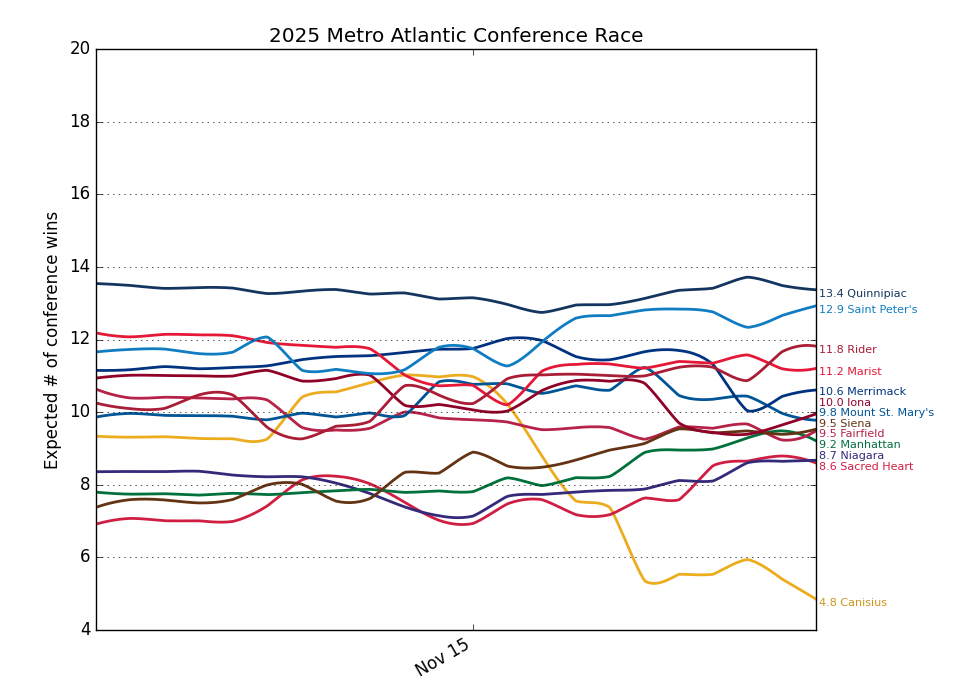 2025 Metro Atlantic Conference Race
Expected # of conference wins
20
18
16
14
12
10
8
6
4
Nov 15
13.4 Quinnipiac
12.9 Saint Peter's
11.8 Rider
11.2 Marist
10.6 Merrimack
10.0 Iona
9.8 Mount St. Mary's
9.5 Siena
9.5 Fairfield
9.2 Manhattan
8.7 Niagara
8.6 Sacred Heart
4.8 Canisius